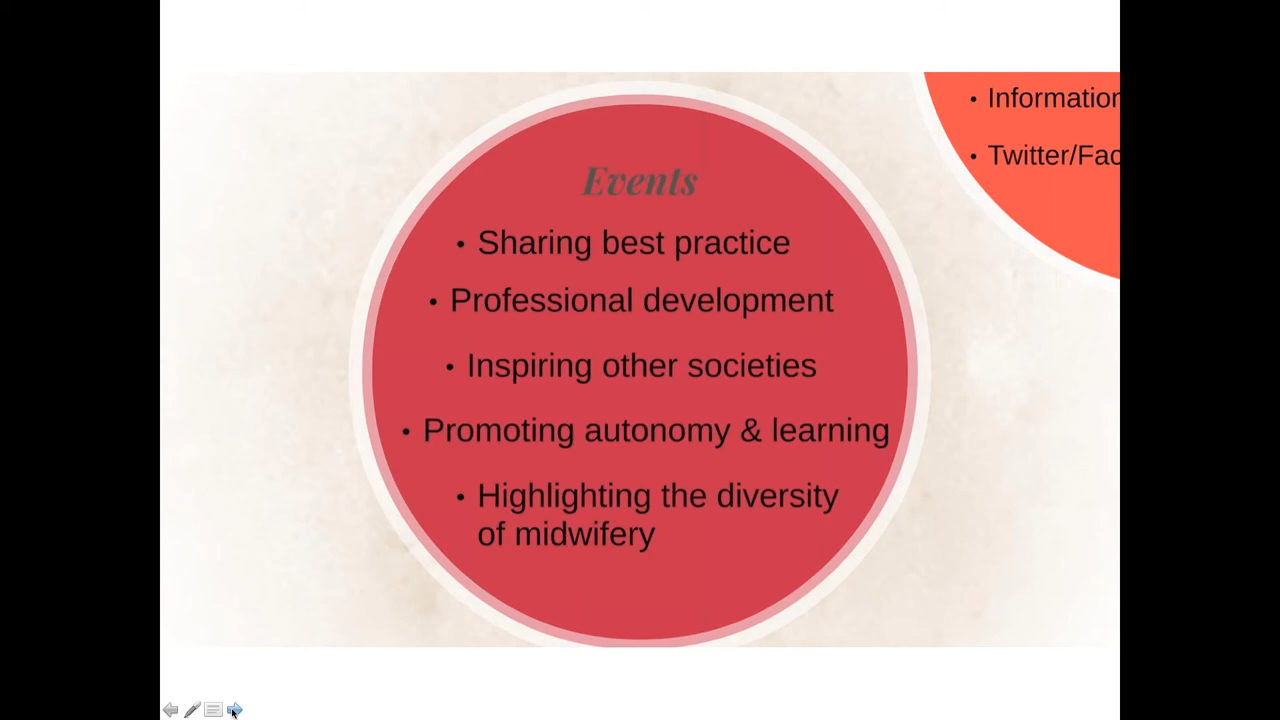 Events
• Sharing best practice
• Professional development
• Inspiring other societies
• Promoting autonomy & learning
• Highlighting the diversity
of midwifery
• Information
• Twitter/Fac